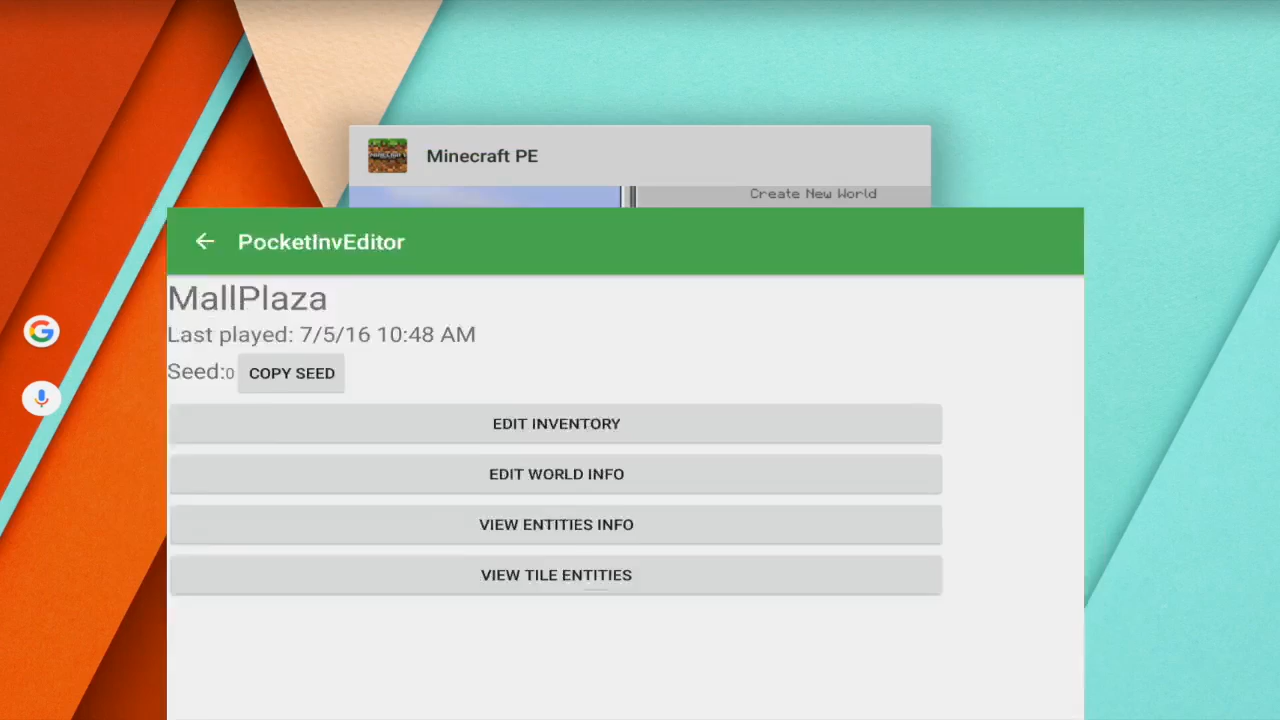 Minecraft PE
Create New World
PocketInvEditor
MallPlaza
Last played: 7/5/16 10:48 AM
Seed:0 COPY SEED
EDIT INVENTORY
EDIT WORLD INFO
VIEW ENTITIES INFO
VIEW TILE ENTITIES